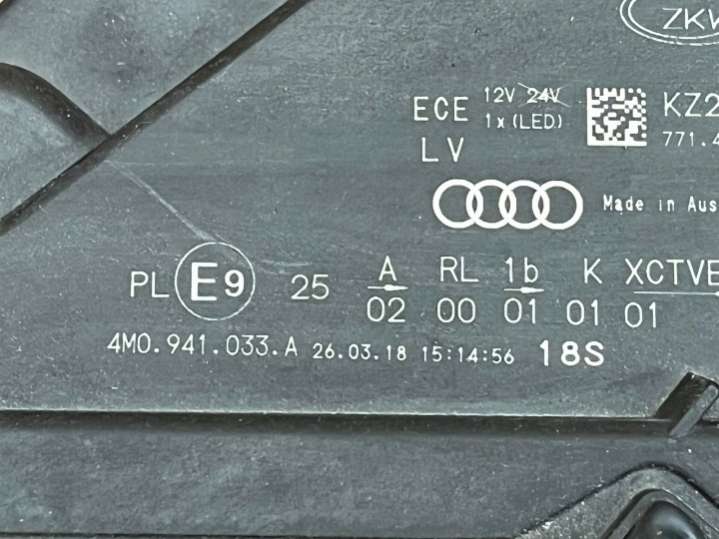 ZKW
ECE 12V 24V
1x(LED)
LV
KZ2
771.4
Made in Aus
PL E9 25 A RL 1b K XCTVE
02 00 01 01 01
4M0.941.033.A 26.03.18 15:14:56 18S